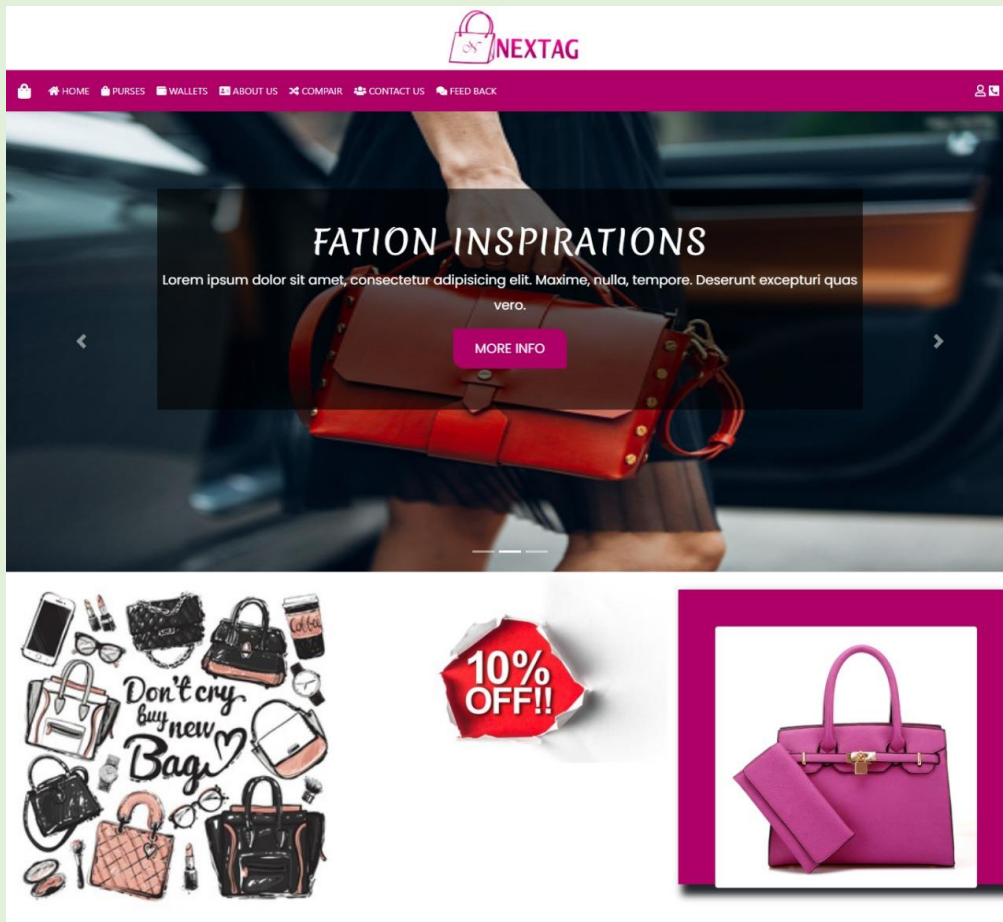 N NEXTAG
HOME PURSES WALLETS ABOUT US COMPAIR CONTACT US FEED BACK
FATION INSPIRATIONS
Lorem ipsum dolor sit amet, consectetur adipisicing elit. Maxime, nulla, tempore. Deserunt excepturi quas
vero.
MORE INFO
Coffee
10%
OFF!!
Don't cry
buy
new
Bag